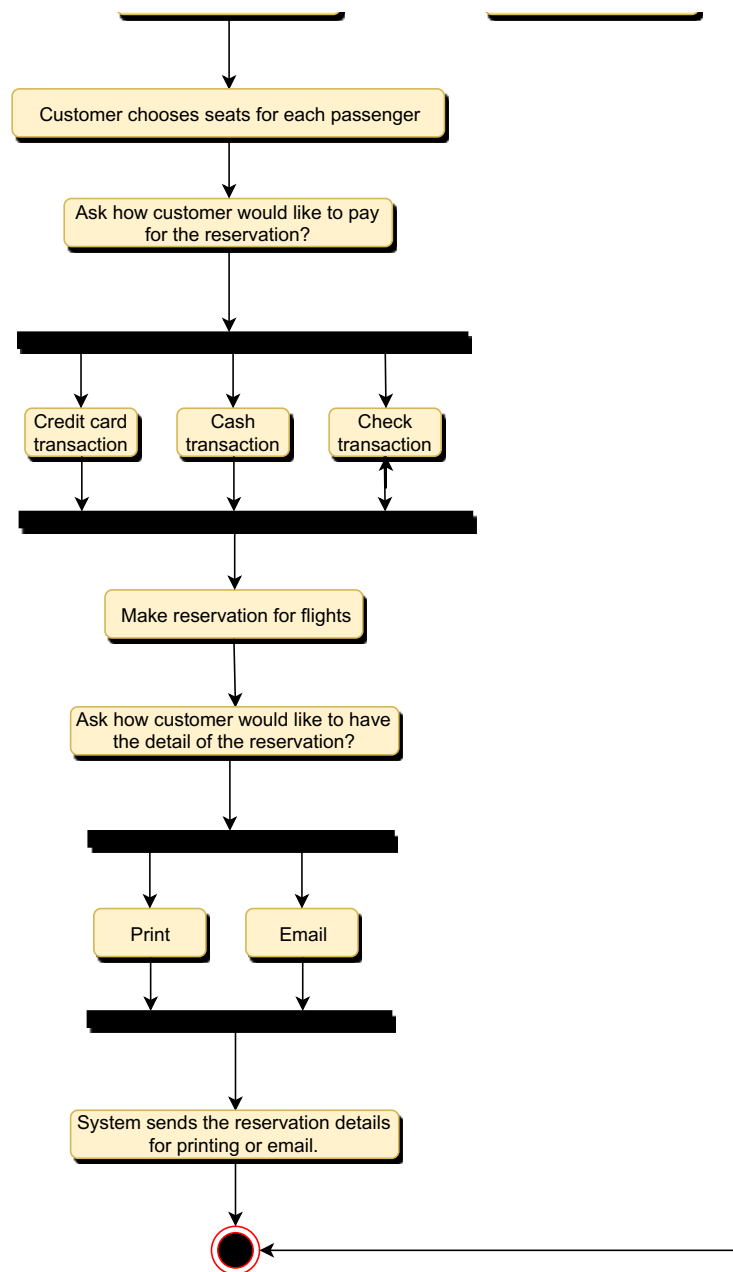 Customer chooses seats for each passenger
Ask how customer would like to pay
for the reservation?
Credit card
transaction
Cash
transaction
Check
transaction
Make reservation for flights
Ask how customer would like to have
the detail of the reservation?
Print
Email
System sends the reservation details
for printing or email.